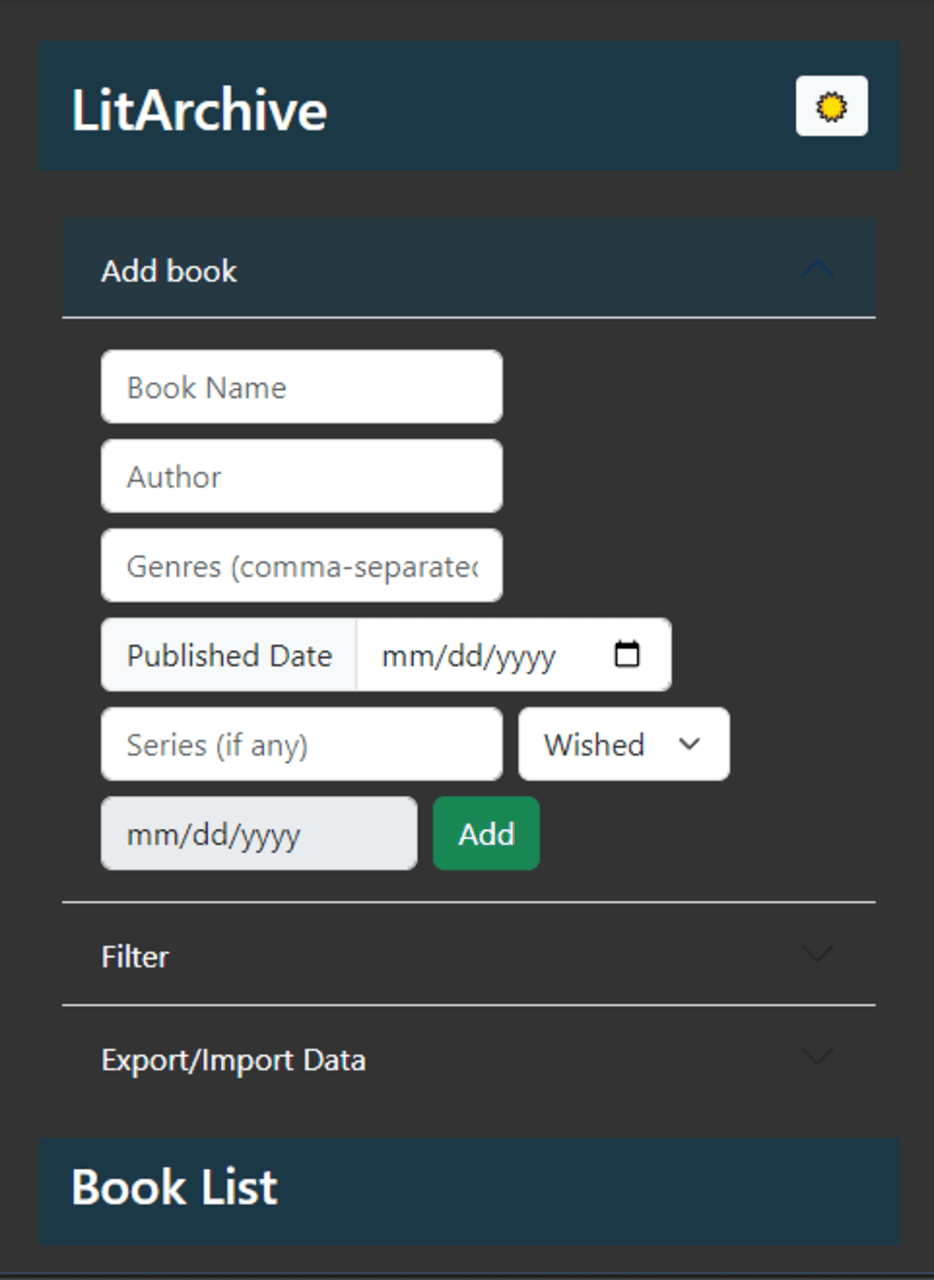 LitArchive
Add book
Book Name
Author
Genres (comma-separated
Published Date mm/dd/yyyy
Series (if any) Wished
mm/dd/yyyy Add
Filter
Export/Import Data
Book List